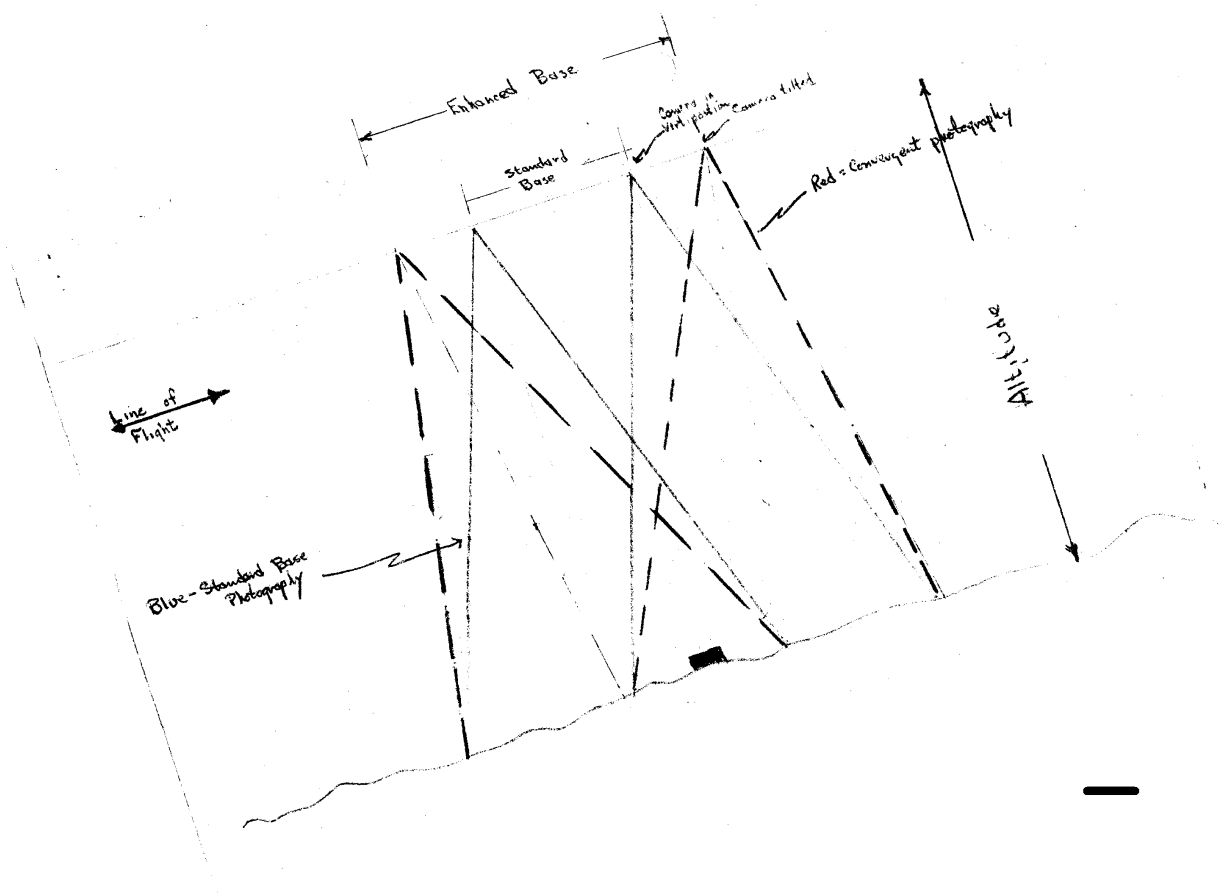 Enhanced Base
Camera in
Vert. position
Camera tilted
Standard
Base
Red = Convergent photography
Altitude
Line of
Flight
Blue - Standard Base
Photography